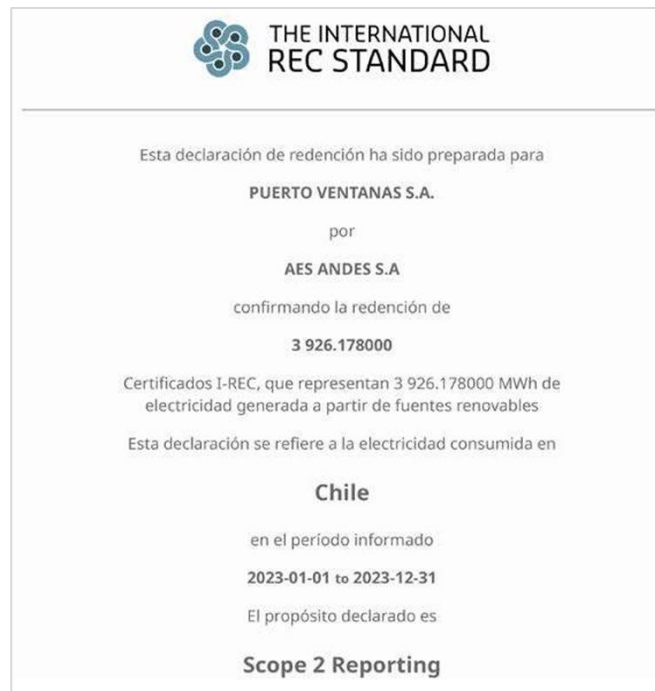 THE INTERNATIONAL
REC STANDARD
Esta declaración de redención ha sido preparada para
PUERTO VENTANAS S.A.
por
AES ANDES S.A
confirmando la redención de
3 926.178000
Certificados I-REC, que representan 3 926.178000 MWh de
electricidad generada a partir de fuentes renovables
Esta declaración se refiere a la electricidad consumida en
Chile
en el período informado
2023-01-01 to 2023-12-31
El propósito declarado es
Scope 2 Reporting